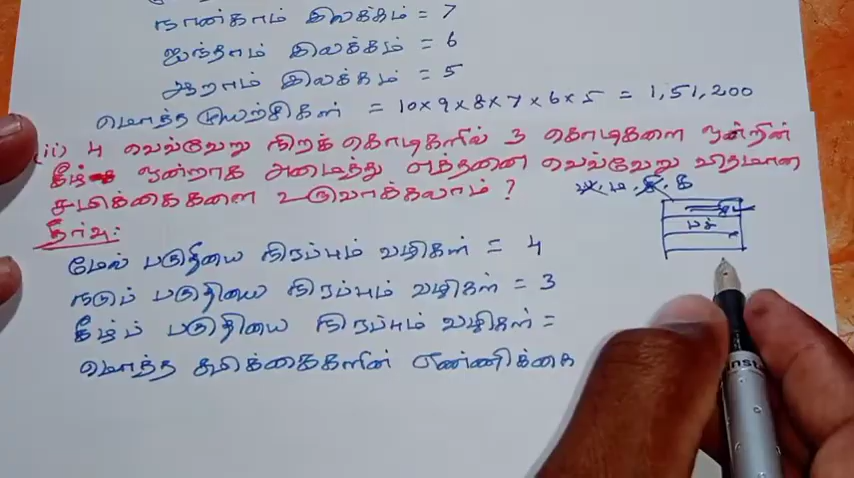 நான்காம் இலக்கம் = 7
ஐந்தாம் இலக்கம் = 6
ஆறாம் இலக்கம் = 5
மொத்த முயற்சிகள் = 10×9×8×7×6×5 = 1,51,200
(ii) 4 வெவ்வேறு நிறக் கொடிகளில் 3 கொடிகளை ஒன்றின்
கீழ் ஒன்றாக அமைத்து எத்தனை வெவ்வேறு விதமான
சமிக்கைகளை உருவாக்கலாம் ?
தீர்வு:
மேல் பகுதியை நிரப்பும் வழிகள் = 4
நடுப் பகுதியை நிரப்பும் வழிகள் = 3
கீழ்ப் பகுதியை நிரப்பும் வழிகள் =
மொத்த சமிக்கைகளின் எண்ணிக்கை